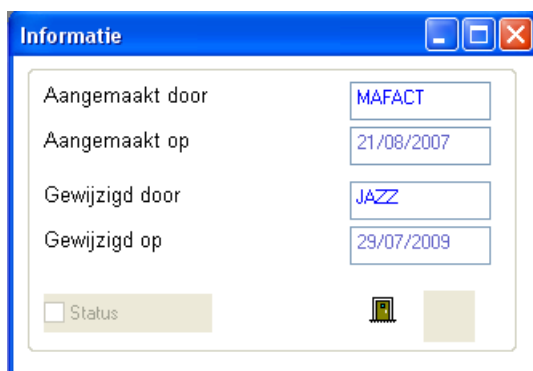 Informatie
Aangemaakt door MAFACT
Aangemaakt op 21/08/2007
Gewijzigd door JAZZ
Gewijzigd op 29/07/2009
Status